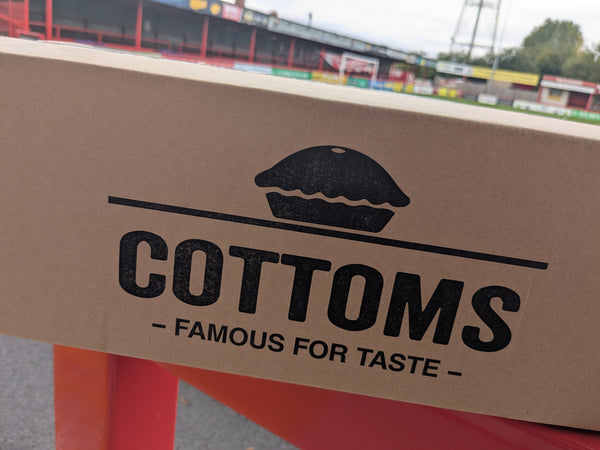 COTTOMS
– FAMOUS FOR TASTE –